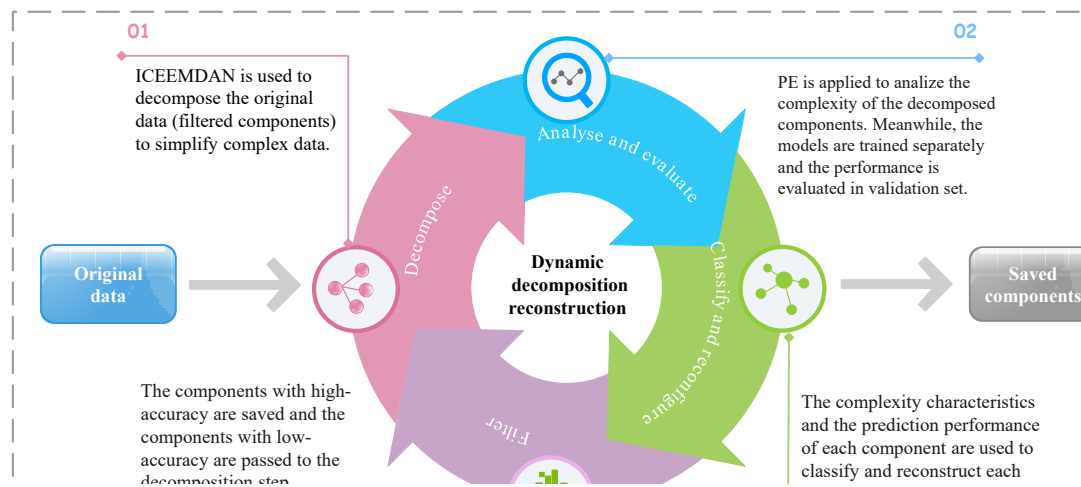 01
ICEEMDAN is used to
decompose the original
data (filtered components)
to simplify complex data.
02
PE is applied to analize the
complexity of the decomposed
components. Meanwhile, the
models are trained separately
and the performance is
evaluated in validation set.
Analyse and evaluate
Decompose
Classify and reconfigure
Filter
Original
data
Dynamic
decomposition
reconstruction
Saved
components
The components with high-
accuracy are saved and the
components with low-
accuracy are passed to the
decomposition step
The complexity characteristics
and the prediction performance
of each component are used to
classify and reconstruct each